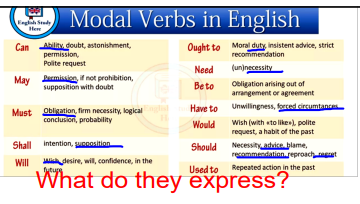 English Study
Here
Modal Verbs in English
Can
Ability, doubt, astonishment,
permission,
Polite request
May
Permission, if not prohibition,
supposition with doubt
Must
Obligation, firm necessity, logical
conclusion, probability
Shall
intention, supposition
Will
Wish, desire, will, confidence, in the
future
Ought to
Moral duty, insistent advice, strict
recommendation
Need
(un)necessity
Be to
Obligation arising out of
arrangement or agreement
Have to
Unwillingness, forced circumtances
Would
Wish (with «to like»), polite
request, a habit of the past
Should
Necessity, advice, blame,
recommendation, reproach, regret
Used to
Repeated action in the past
What do they express?